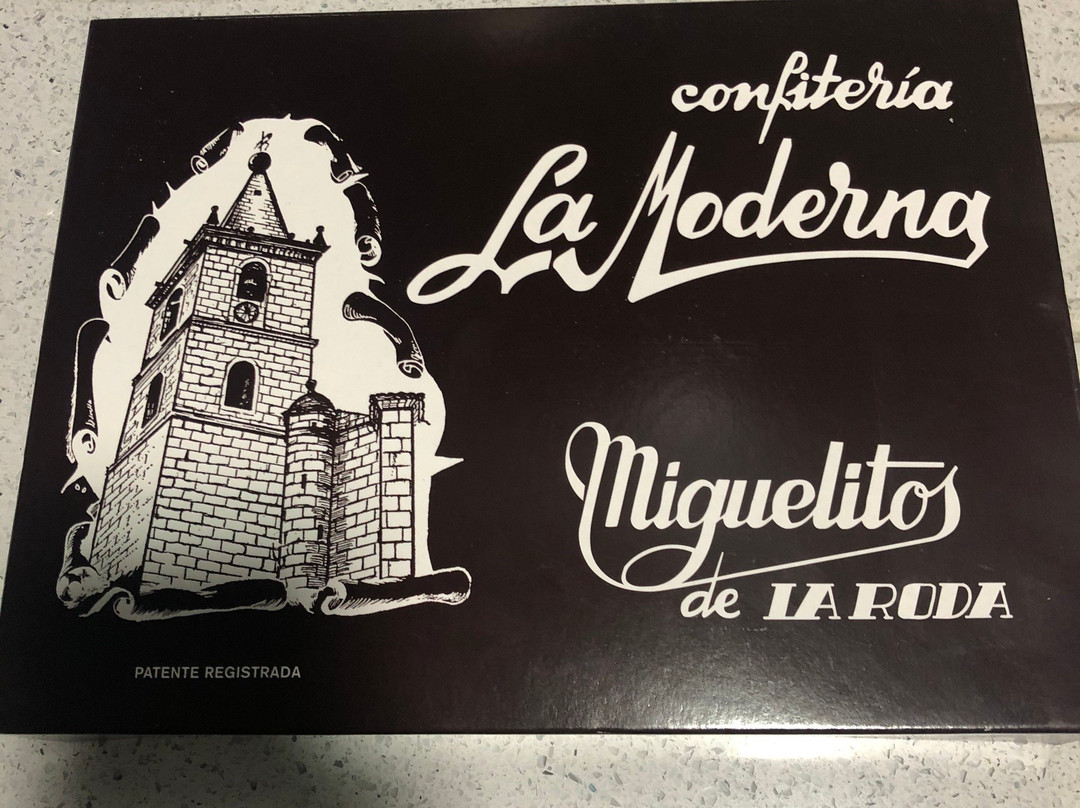 confitería
La Moderna
Miguelitos
de LA RODA
PATENTE REGISTRADA